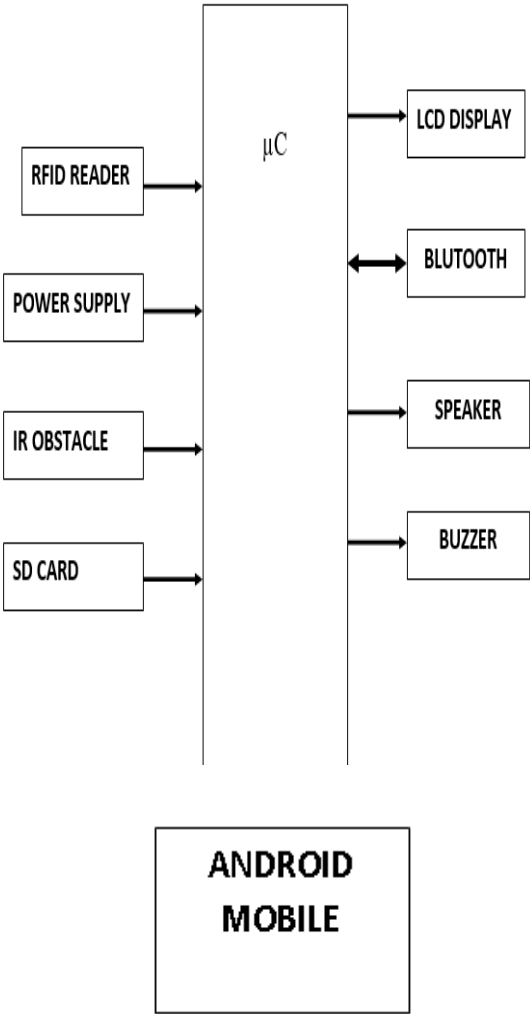 µC
RFID READER
POWER SUPPLY
IR OBSTACLE
SD CARD
LCD DISPLAY
BLUTOOTH
SPEAKER
BUZZER
ANDROID
MOBILE